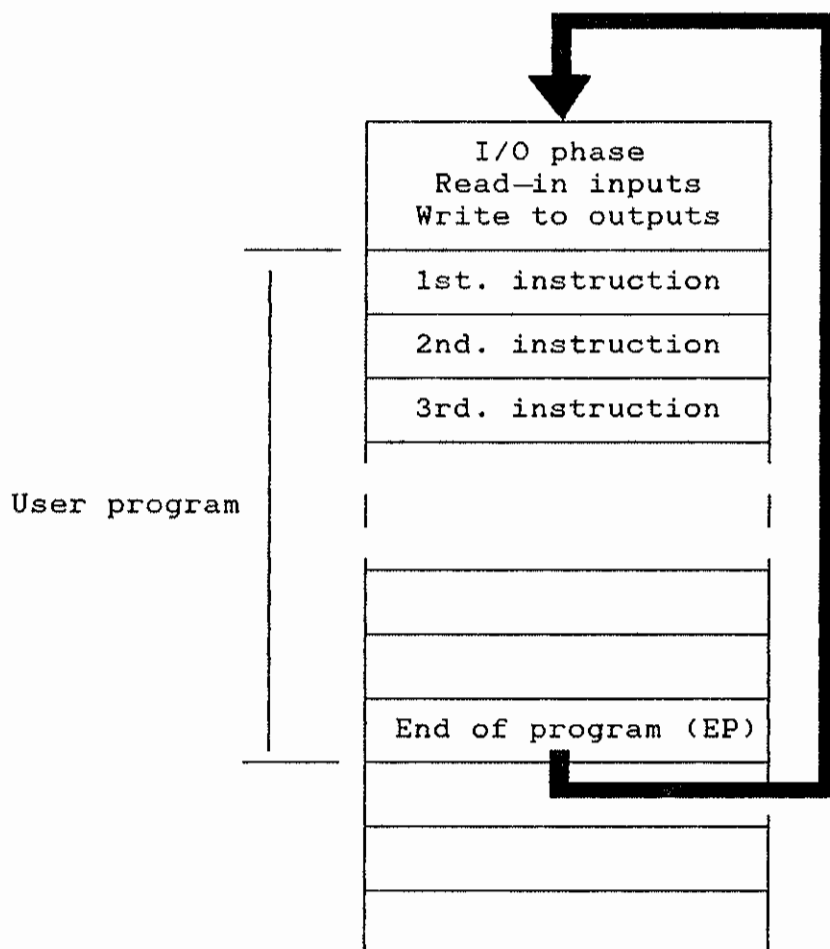 I/O phase
Read—in inputs
Write to outputs
1st. instruction
2nd. instruction
3rd. instruction
User program
End of program (EP)